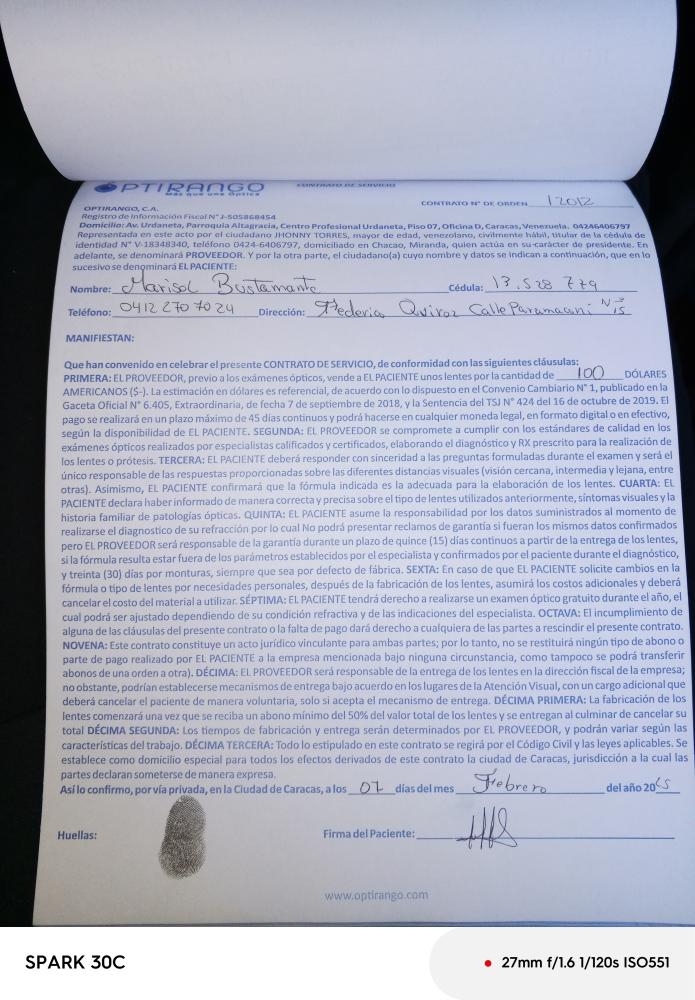 OPTIRANGO
Más que una Óptica
CONTRATO DE SERVICIO
CONTRATO N° DE ORDEN 12012
OPTIRANGO, C.A.
Registro de Información Fiscal N° J-505868454
Domicilio: Av. Urdaneta, Parroquia Altagracia, Centro Profesional Urdaneta, Piso 07, Oficina D, Caracas, Venezuela. 04246406797
Representada en este acto por el ciudadano JHONNY TORRES, mayor de edad, venezolano, civilmente hábil, titular de la cédula de
identidad N° V-18348340, teléfono 0424-6406797, domiciliado en Chacao, Miranda, quien actúa en su carácter de presidente. En
adelante, se denominará PROVEEDOR. Y por la otra parte, el ciudadano(a) cuyo nombre y datos se indican a continuación, que en lo
sucesivo se denominará EL PACIENTE:
Nombre: Marisol Bustamante Cédula: 13.528 779
Teléfono: 0412 270 70 24 Dirección: Federico Quiroz Calle Paramaconi N° 15
MANIFIESTAN:
Que han convenido en celebrar el presente CONTRATO DE SERVICIO, de conformidad con las siguientes cláusulas:
PRIMERA: EL PROVEEDOR, previo a los exámenes ópticos, vende a EL PACIENTE unos lentes por la cantidad de 100 DÓLARES
AMERICANOS ($-). La estimación en dólares es referencial, de acuerdo con lo dispuesto en el Convenio Cambiario N° 1, publicado en la
Gaceta Oficial N° 6.405, Extraordinaria, de fecha 7 de septiembre de 2018, y la Sentencia del TSJ N° 424 del 16 de octubre de 2019. El
pago se realizará en un plazo máximo de 45 días continuos y podrá hacerse en cualquier moneda legal, en formato digital o en efectivo,
según la disponibilidad de EL PACIENTE. SEGUNDA: EL PROVEEDOR se compromete a cumplir con los estándares de calidad en los
exámenes ópticos realizados por especialistas calificados y certificados, elaborando el diagnóstico y RX prescrito para la realización de
los lentes o prótesis. TERCERA: EL PACIENTE deberá responder con sinceridad a las preguntas formuladas durante el examen y será el
único responsable de las respuestas proporcionadas sobre las diferentes distancias visuales (visión cercana, intermedia y lejana, entre
otras). Asimismo, EL PACIENTE confirmará que la fórmula indicada es la adecuada para la elaboración de los lentes. CUARTA: EL
PACIENTE declara haber informado de manera correcta y precisa sobre el tipo de lentes utilizados anteriormente, síntomas visuales y la
historia familiar de patologías ópticas. QUINTA: EL PACIENTE asume la responsabilidad por los datos suministrados al momento de
realizarse el diagnostico de su refracción por lo cual No podrá presentar reclamos de garantía si fueran los mismos datos confirmados
pero EL PROVEEDOR será responsable de la garantía durante un plazo de quince (15) días continuos a partir de la entrega de los lentes,
si la fórmula resulta estar fuera de los parámetros establecidos por el especialista y confirmados por el paciente durante el diagnóstico,
y treinta (30) días por monturas, siempre que sea por defecto de fábrica. SEXTA: En caso de que EL PACIENTE solicite cambios en la
fórmula o tipo de lentes por necesidades personales, después de la fabricación de los lentes, asumirá los costos adicionales y deberá
cancelar el costo del material a utilizar. SÉPTIMA: EL PACIENTE tendrá derecho a realizarse un examen óptico gratuito durante el año, el
cual podrá ser ajustado dependiendo de su condición refractiva y de las indicaciones del especialista. OCTAVA: El incumplimiento de
alguna de las cláusulas del presente contrato o la falta de pago dará derecho a cualquiera de las partes a rescindir el presente contrato.
NOVENA: Este contrato constituye un acto jurídico vinculante para ambas partes; por lo tanto, no se restituirá ningún tipo de abono o
parte de pago realizado por EL PACIENTE a la empresa mencionada bajo ninguna circunstancia, como tampoco se podrá transferir
abonos de una orden a otra). DÉCIMA: EL PROVEEDOR será responsable de la entrega de los lentes en la dirección fiscal de la empresa;
no obstante, podrían establecerse mecanismos de entrega bajo acuerdo en los lugares de la Atención Visual, con un cargo adicional que
deberá cancelar el paciente de manera voluntaria, solo si acepta el mecanismo de entrega. DÉCIMA PRIMERA: La fabricación de los
lentes comenzará una vez que se reciba un abono mínimo del 50% del valor total de los lentes y se entregan al culminar de cancelar su
total DÉCIMA SEGUNDA: Los tiempos de fabricación y entrega serán determinados por EL PROVEEDOR, y podrán variar según las
características del trabajo. DÉCIMA TERCERA: Todo lo estipulado en este contrato se regirá por el Código Civil y las leyes aplicables. Se
establece como domicilio especial para todos los efectos derivados de este contrato la ciudad de Caracas, jurisdicción a la cual las
partes declaran someterse de manera expresa.
Así lo confirmo, por vía privada, en la Ciudad de Caracas, a los 07 días del mes Febrero del año 20
Huellas: Firma del Paciente:
www.optirango.com
SPARK 30C
27mm f/1.6 1/120s ISO551